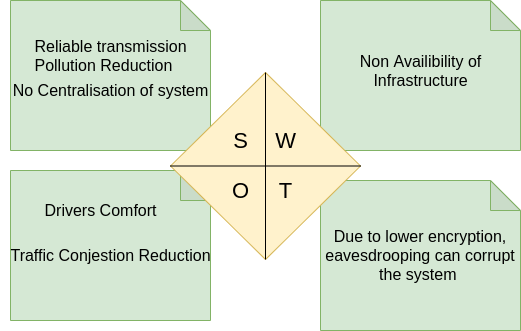 Reliable transmission
Pollution Reduction
No Centralisation of system
Non Availibility of
Infrastructure
S W
O T
Drivers Comfort
Traffic Conjestion Reduction
Due to lower encryption,
eavesdrooping can corrupt
the system